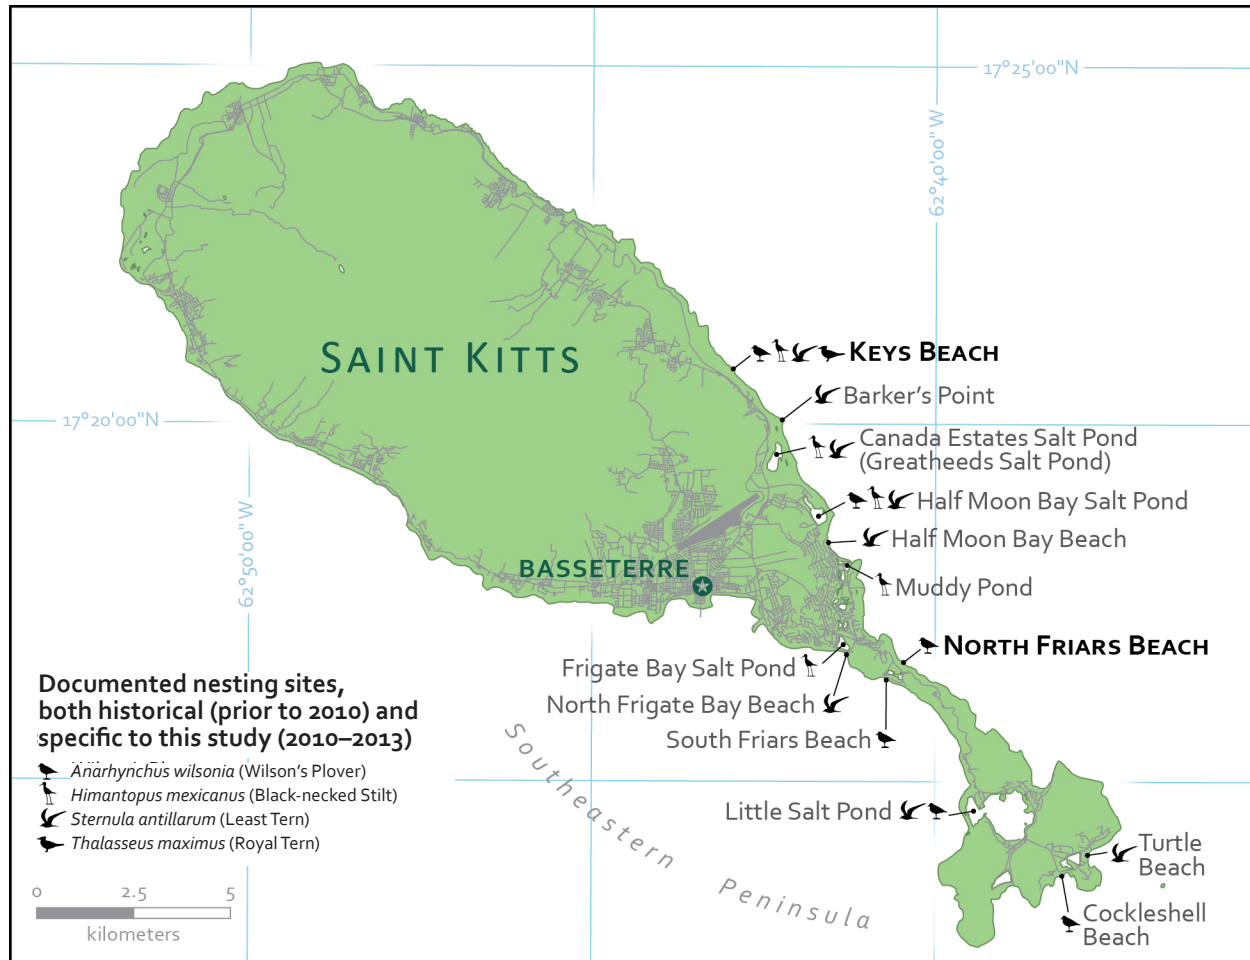 17°25'00"N
62°40'00" W
SAINT KITTS
KEYS BEACH
Barker's Point
17°20'00"N
Canada Estates Salt Pond
(Greatheeds Salt Pond)
Half Moon Bay Salt Pond
Half Moon Bay Beach
62°50'00" W
BASSETERRE
Muddy Pond
NORTH FRIARS BEACH
Frigate Bay Salt Pond
North Frigate Bay Beach
South Friars Beach
Documented nesting sites,
both historical (prior to 2010) and
specific to this study (2010–2013)
Anarhynchus wilsonia (Wilson's Plover)
Himantopus mexicanus (Black-necked Stilt)
Sternula antillarum (Least Tern)
Thalasseus maximus (Royal Tern)
Southeastern Peninsula
Little Salt Pond
Turtle
Beach
Cockleshell
Beach
0 2.5 5
kilometers